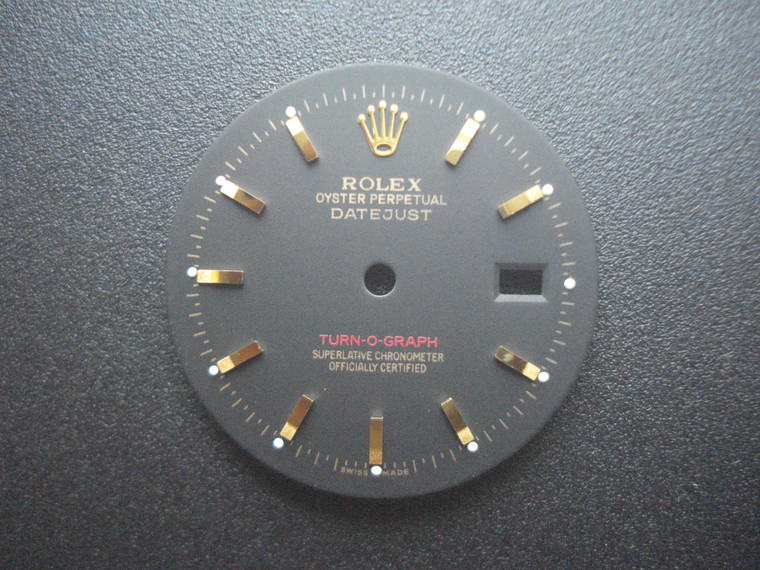 ROLEX
OYSTER PERPETUAL
DATEJUST
TURN-O-GRAPH
SUPERLATIVE CHRONOMETER
OFFICIALLY CERTIFIED
SWISS MADE